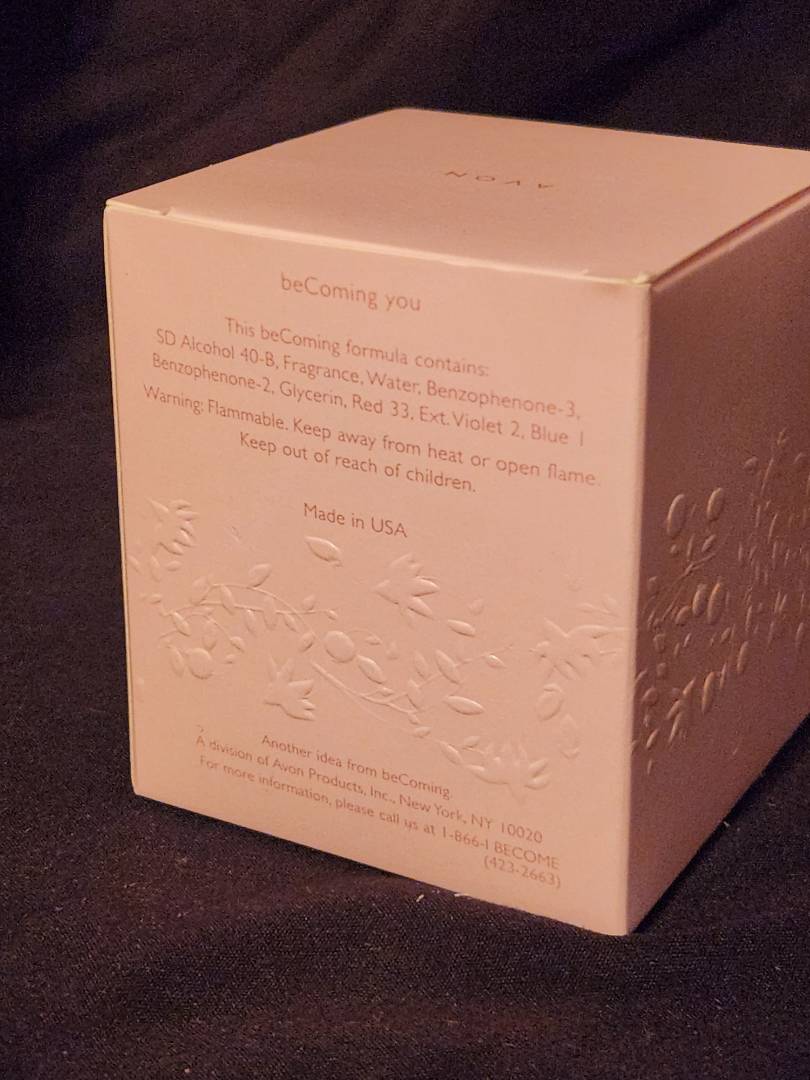 AVON
beComing you
This beComing formula contains:
SD Alcohol 40-B, Fragrance, Water, Benzophenone-3,
Benzophenone-2, Glycerin, Red 33, Ext. Violet 2, Blue 1
Warning: Flammable. Keep away from heat or open flame.
Keep out of reach of children.
Made in USA
Another idea from beComing.
A division of Avon Products, Inc., New York, NY 10020
For more information, please call us at 1-866-I BECOME
(423-2663)